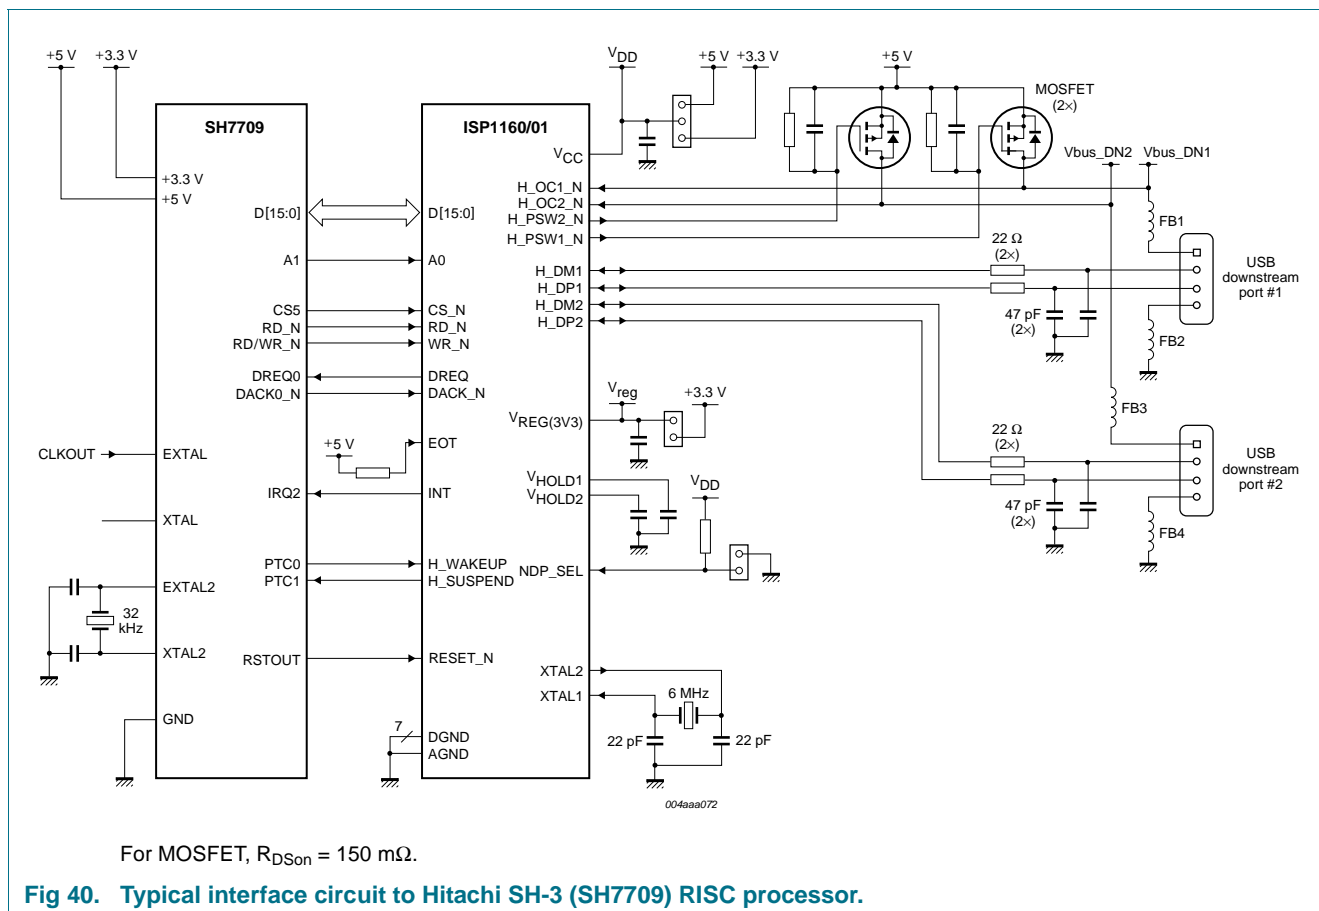 +5 V
+3.3 V
SH7709
+3.3 V
+5 V
D[15:0]
A1
CS5
RD_N
RD/WR_N
DREQ0
DACK0_N
CLKOUT
EXTAL
IRQ2
XTAL
PTC0
PTC1
EXTAL2
32
kHz
XTAL2
RSTOUT
GND
ISP1160/01
VCC
D[15:0]
A0
CS_N
RD_N
WR_N
DREQ
DACK_N
+5 V
EOT
INT
H_WAKEUP
H_SUSPEND
RESET_N
7
DGND
AGND
H_OC1_N
H_OC2_N
H_PSW2_N
H_PSW1_N
H_DM1
H_DP1
H_DM2
H_DP2
VREG(3V3)
VHOLD1
VHOLD2
NDP_SEL
XTAL2
XTAL1
VDD
+5 V
+3.3 V
+5 V
MOSFET
(2×)
Vbus_DN2
Vbus_DN1
FB1
22 Ω
(2×)
USB
downstream
port #1
47 pF
(2×)
FB2
Vreg
+3.3 V
FB3
22 Ω
(2×)
USB
downstream
port #2
VDD
47 pF
(2×)
FB4
6 MHz
22 pF
22 pF
004aaa072
For MOSFET, RDSon = 150 mΩ.
Fig 40. Typical interface circuit to Hitachi SH-3 (SH7709) RISC processor.